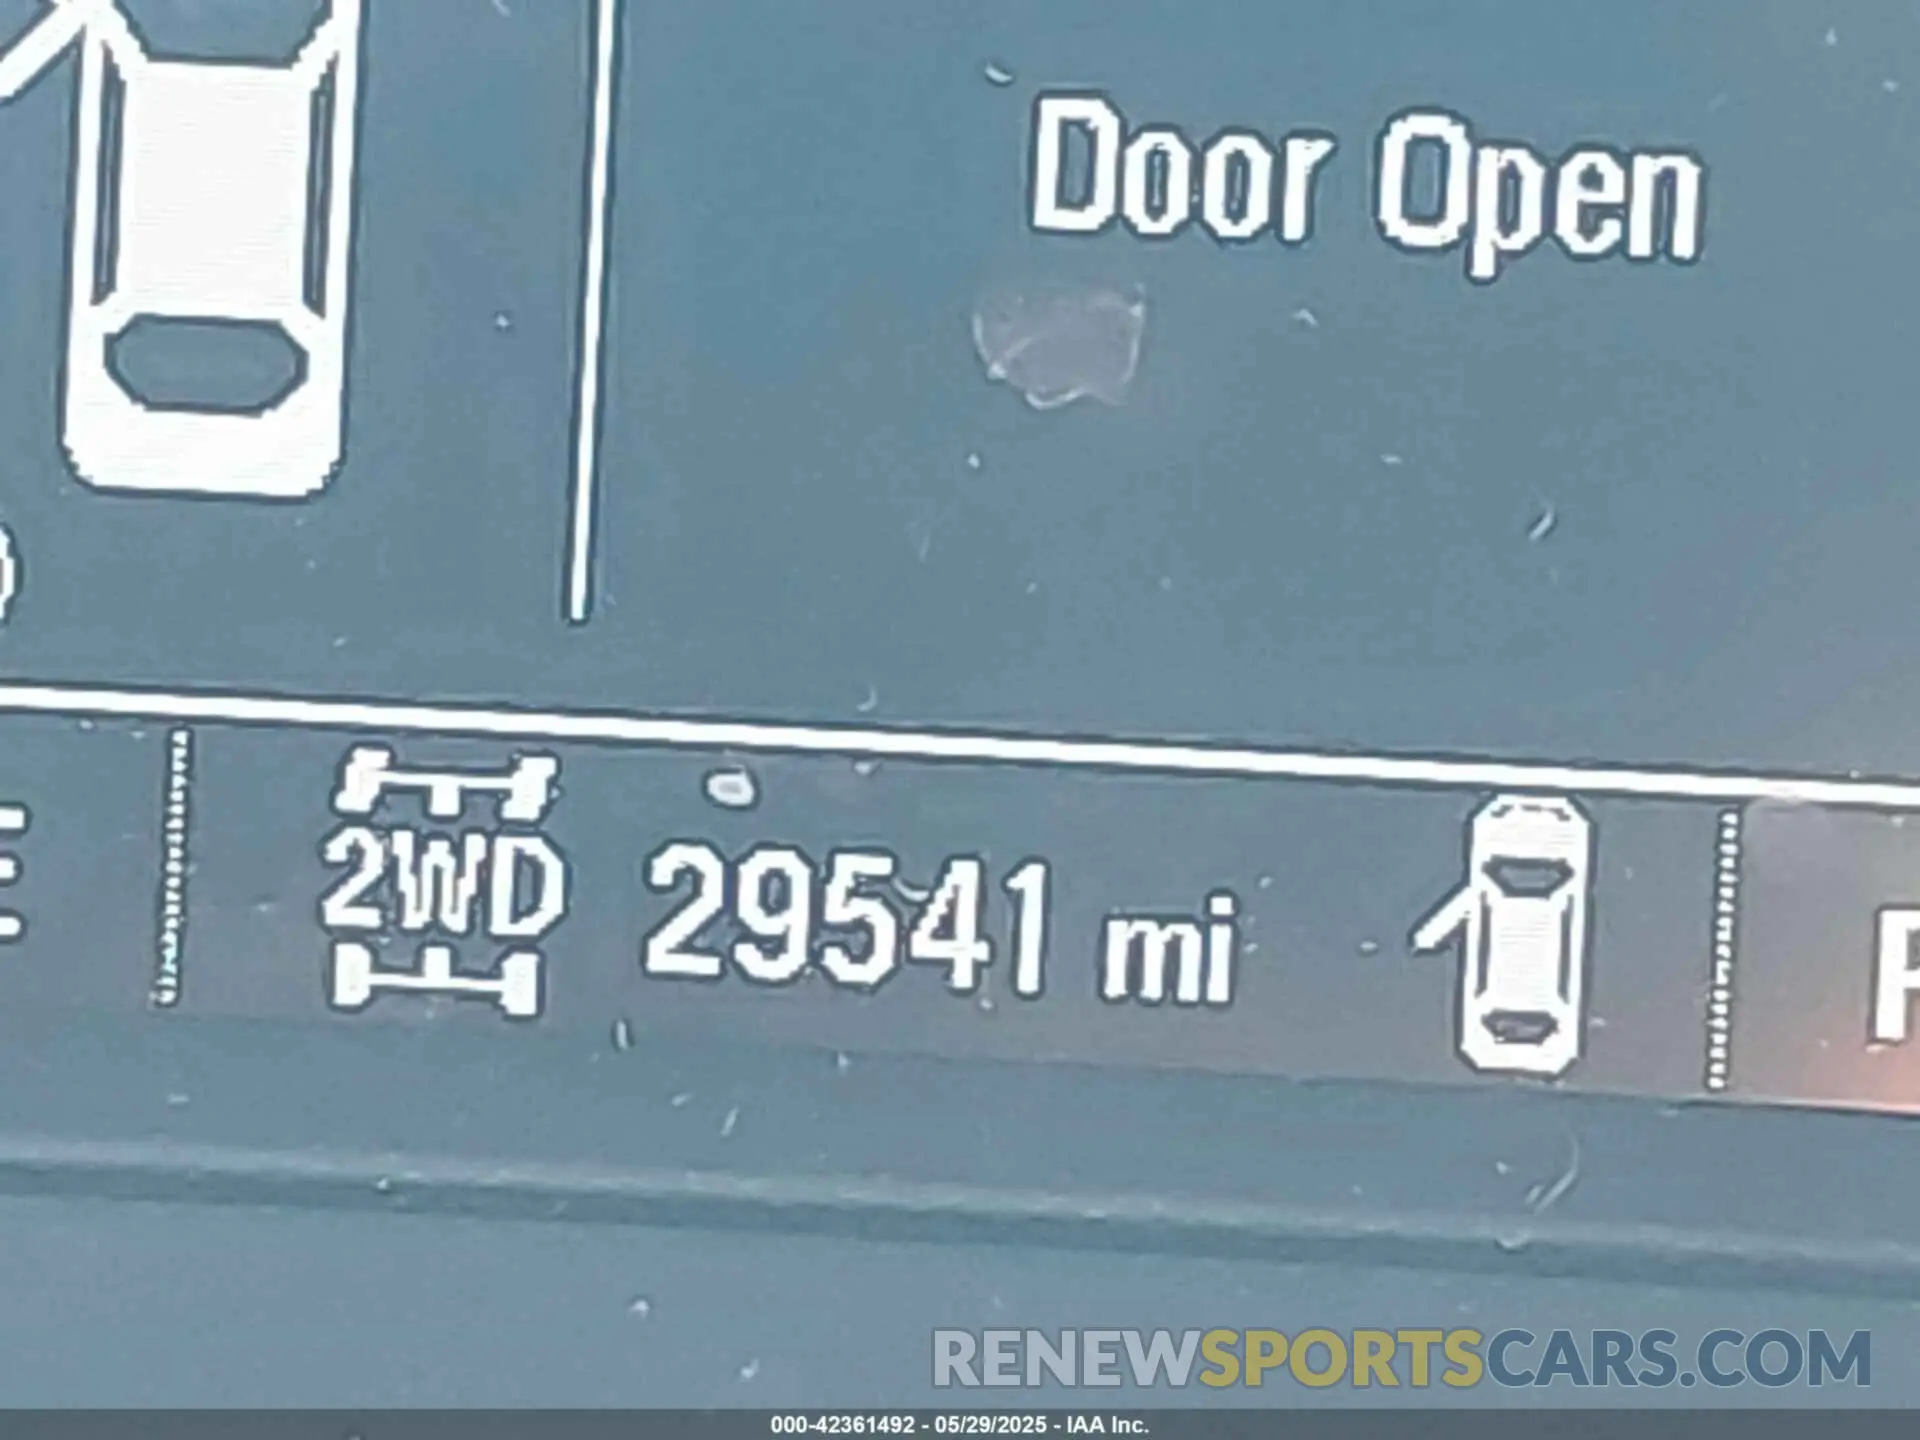 Door Open
2WD 29541 mi
RENEWSPORTSCARS.COM
000-42361492 - 05/29/2025 - IAA Inc.